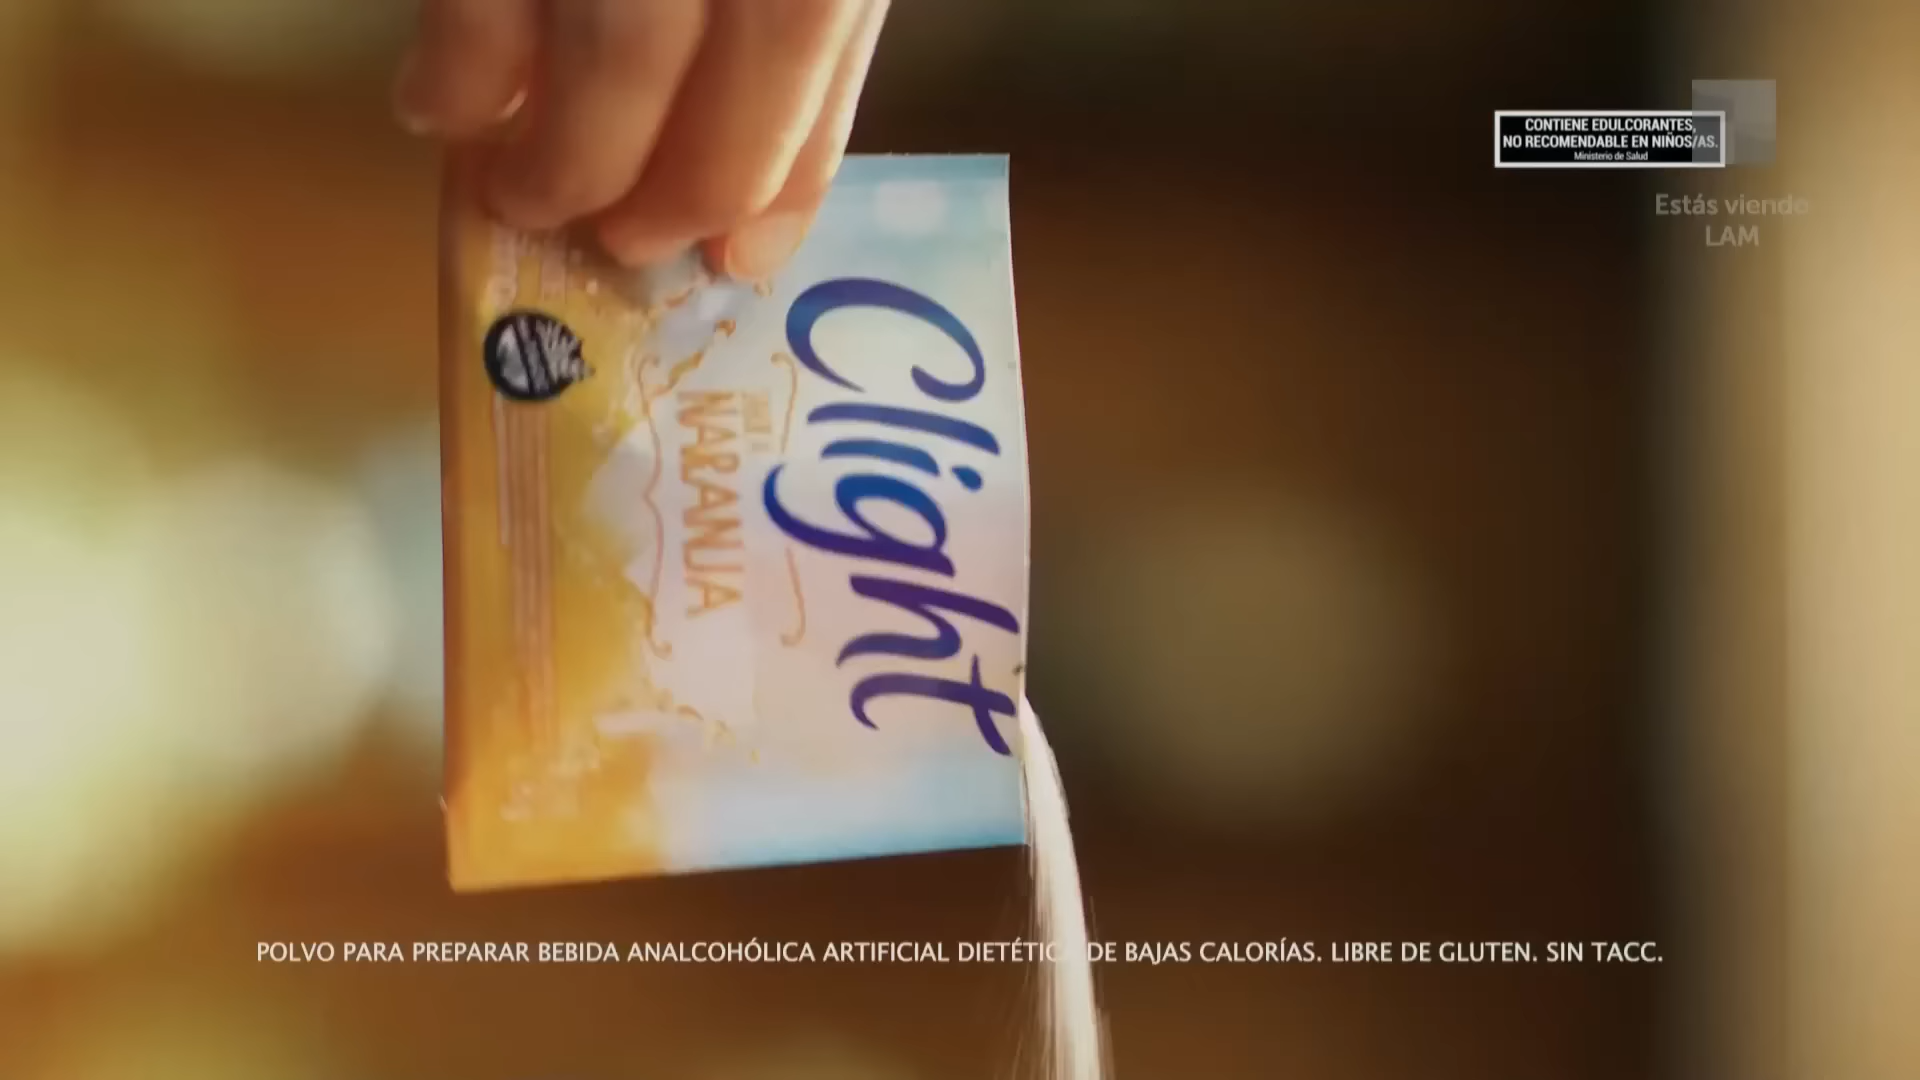 CONTIENE EDULCORANTES,
NO RECOMENDABLE EN NIÑOS/AS.
Ministerio de Salud
Estás viendo
LAM
Clight
NARANJA
POLVO PARA PREPARAR BEBIDA ANALCOHÓLICA ARTIFICIAL DIETÉTICA DE BAJAS CALORÍAS. LIBRE DE GLUTEN. SIN TACC.